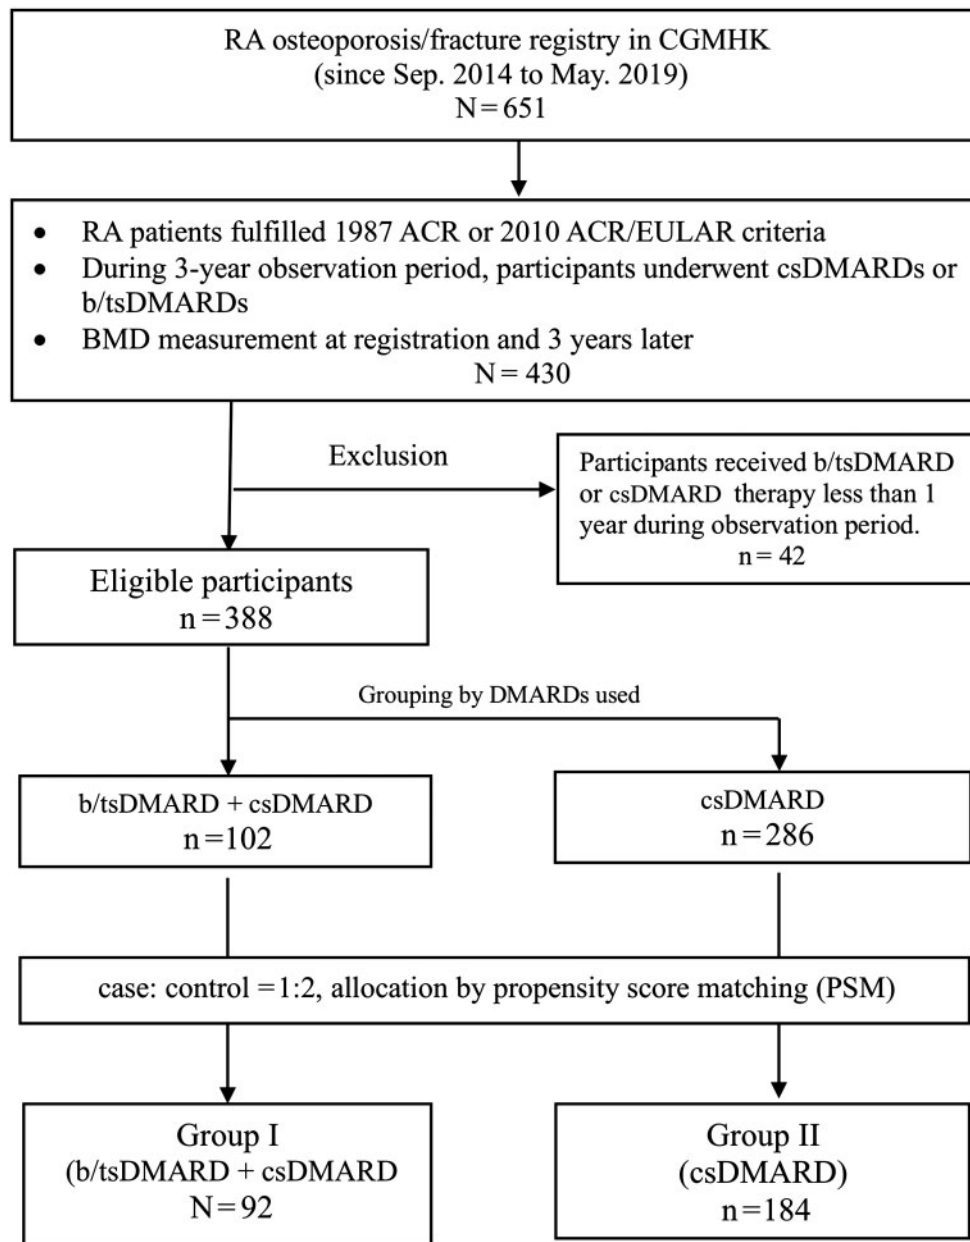 RA osteoporosis/fracture registry in CGMHK
(since Sep. 2014 to May. 2019)
N=651
• RA patients fulfilled 1987 ACR or 2010 ACR/EULAR criteria
• During 3-year observation period, participants underwent csDMARDs or
b/tsDMARDs
• BMD measurement at registration and 3 years later
N=430
Exclusion
Participants received b/tsDMARD
or csDMARD therapy less than 1
year during observation period.
n=42
Eligible participants
n=388
Grouping by DMARDs used
b/tsDMARD + csDMARD
n=102
csDMARD
n=286
case: control =1:2, allocation by propensity score matching (PSM)
Group I
(b/tsDMARD + csDMARD
N=92
Group II
(csDMARD)
n=184